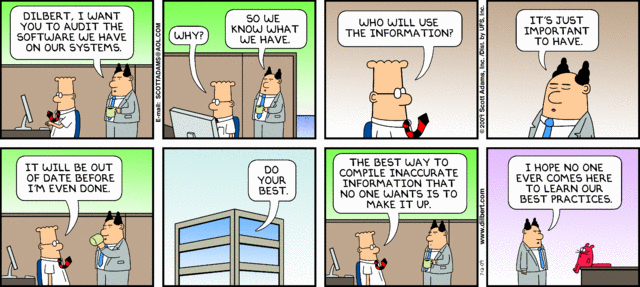 DILBERT, I WANT
YOU TO AUDIT THE
SOFTWARE WE HAVE
ON OUR SYSTEMS.
E-mail: SCOTTADAMS@AOL.COM
WHY?
SO WE
KNOW WHAT
WE HAVE.
WHO WILL USE
THE INFORMATION?
©2009 Scott Adams, Inc./Dist. by UFS, Inc.
IT'S JUST
IMPORTANT
TO HAVE.
IT WILL BE OUT
OF DATE BEFORE
I'M EVEN DONE.
DO
YOUR
BEST.
THE BEST WAY TO
COMPILE INACCURATE
INFORMATION THAT
NO ONE WANTS IS TO
MAKE IT UP.
www.dilbert.com
I HOPE NO ONE
EVER COMES HERE
TO LEARN OUR
BEST PRACTICES.